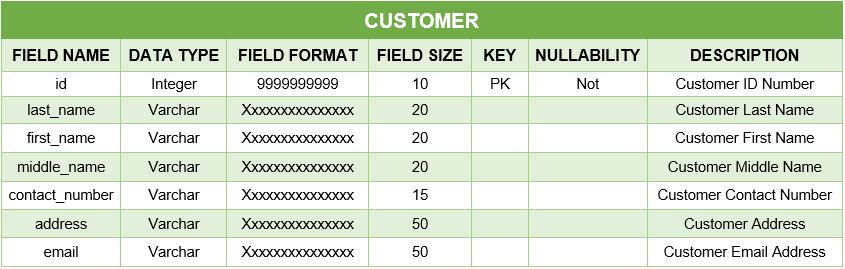 CUSTOMER
FIELD NAME DATA TYPE FIELD FORMAT FIELD SIZE KEY NULLABILITY DESCRIPTION
id Integer 9999999999 10 PK Not Customer ID Number
last_name Varchar Xxxxxxxxxxxxxxx 20 Customer Last Name
first_name Varchar Xxxxxxxxxxxxxxx 20 Customer First Name
middle_name Varchar Xxxxxxxxxxxxxxx 20 Customer Middle Name
contact_number Varchar Xxxxxxxxxxxxxxx 15 Customer Contact Number
address Varchar Xxxxxxxxxxxxxxx 50 Customer Address
email Varchar Xxxxxxxxxxxxxxx 50 Customer Email Address